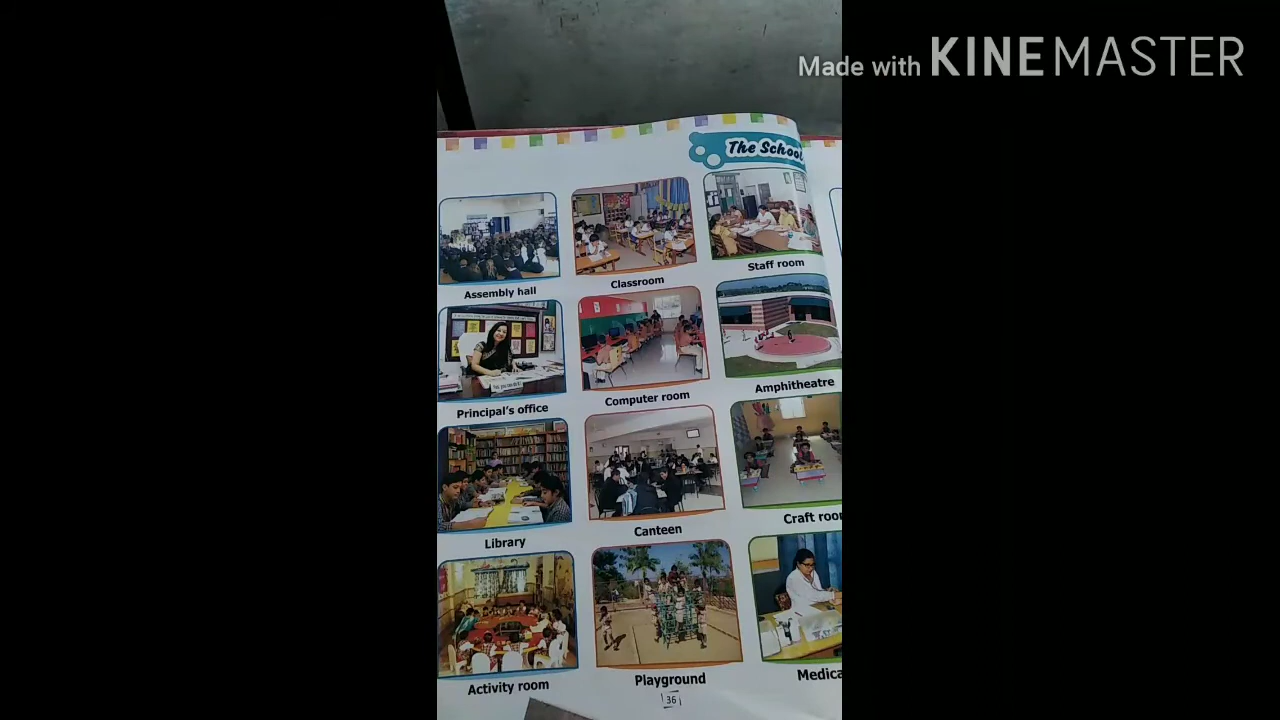 Made with KINEMASTER
The School
Assembly hall
Classroom
Staff room
Principal's office
Computer room
Amphitheatre
Library
Canteen
Craft roo
Activity room
Playground
Medica
36